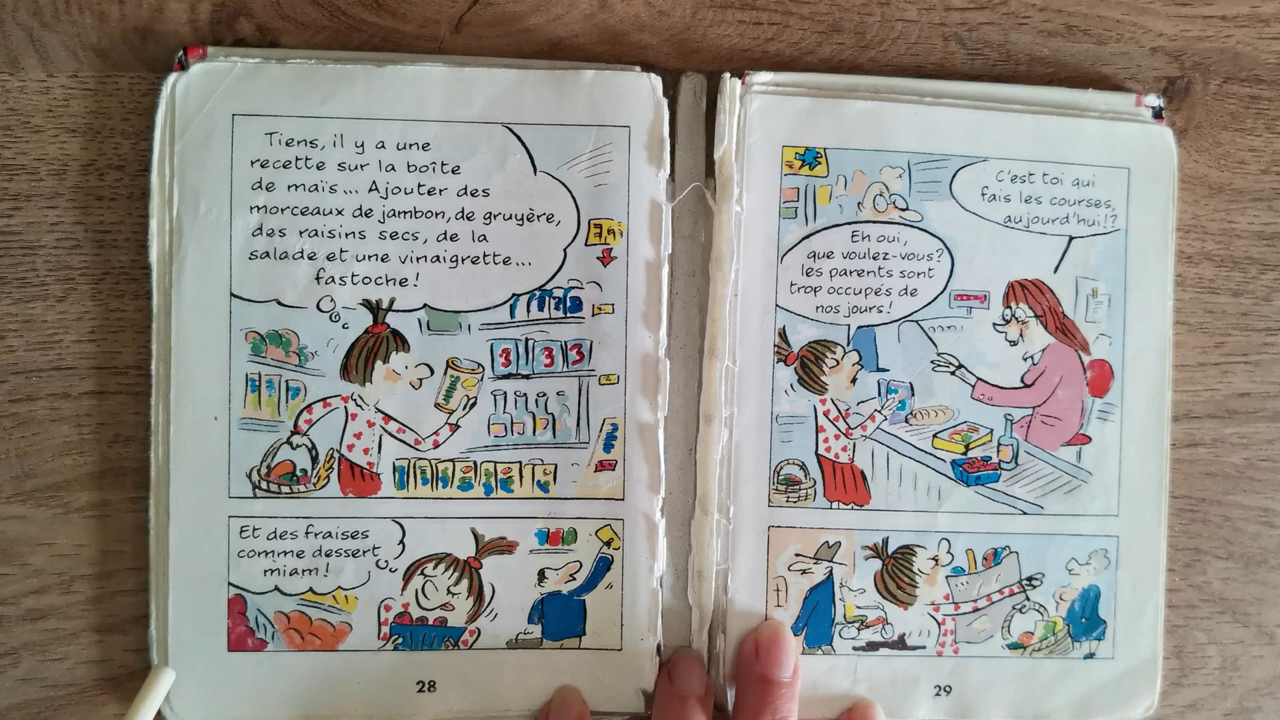 Tiens, il y a une
recette sur la boîte
de maïs... Ajouter des
morceaux de jambon, de gruyère,
des raisins secs, de la
salade et une vinaigrette...
fastoche!
3 3 3
Et des fraises
comme dessert
miam!
28
C'est toi qui
fais les courses,
aujourd'hui!?
Eh oui,
que voulez-vous?
les parents sont
trop occupés de
nos jours!
29